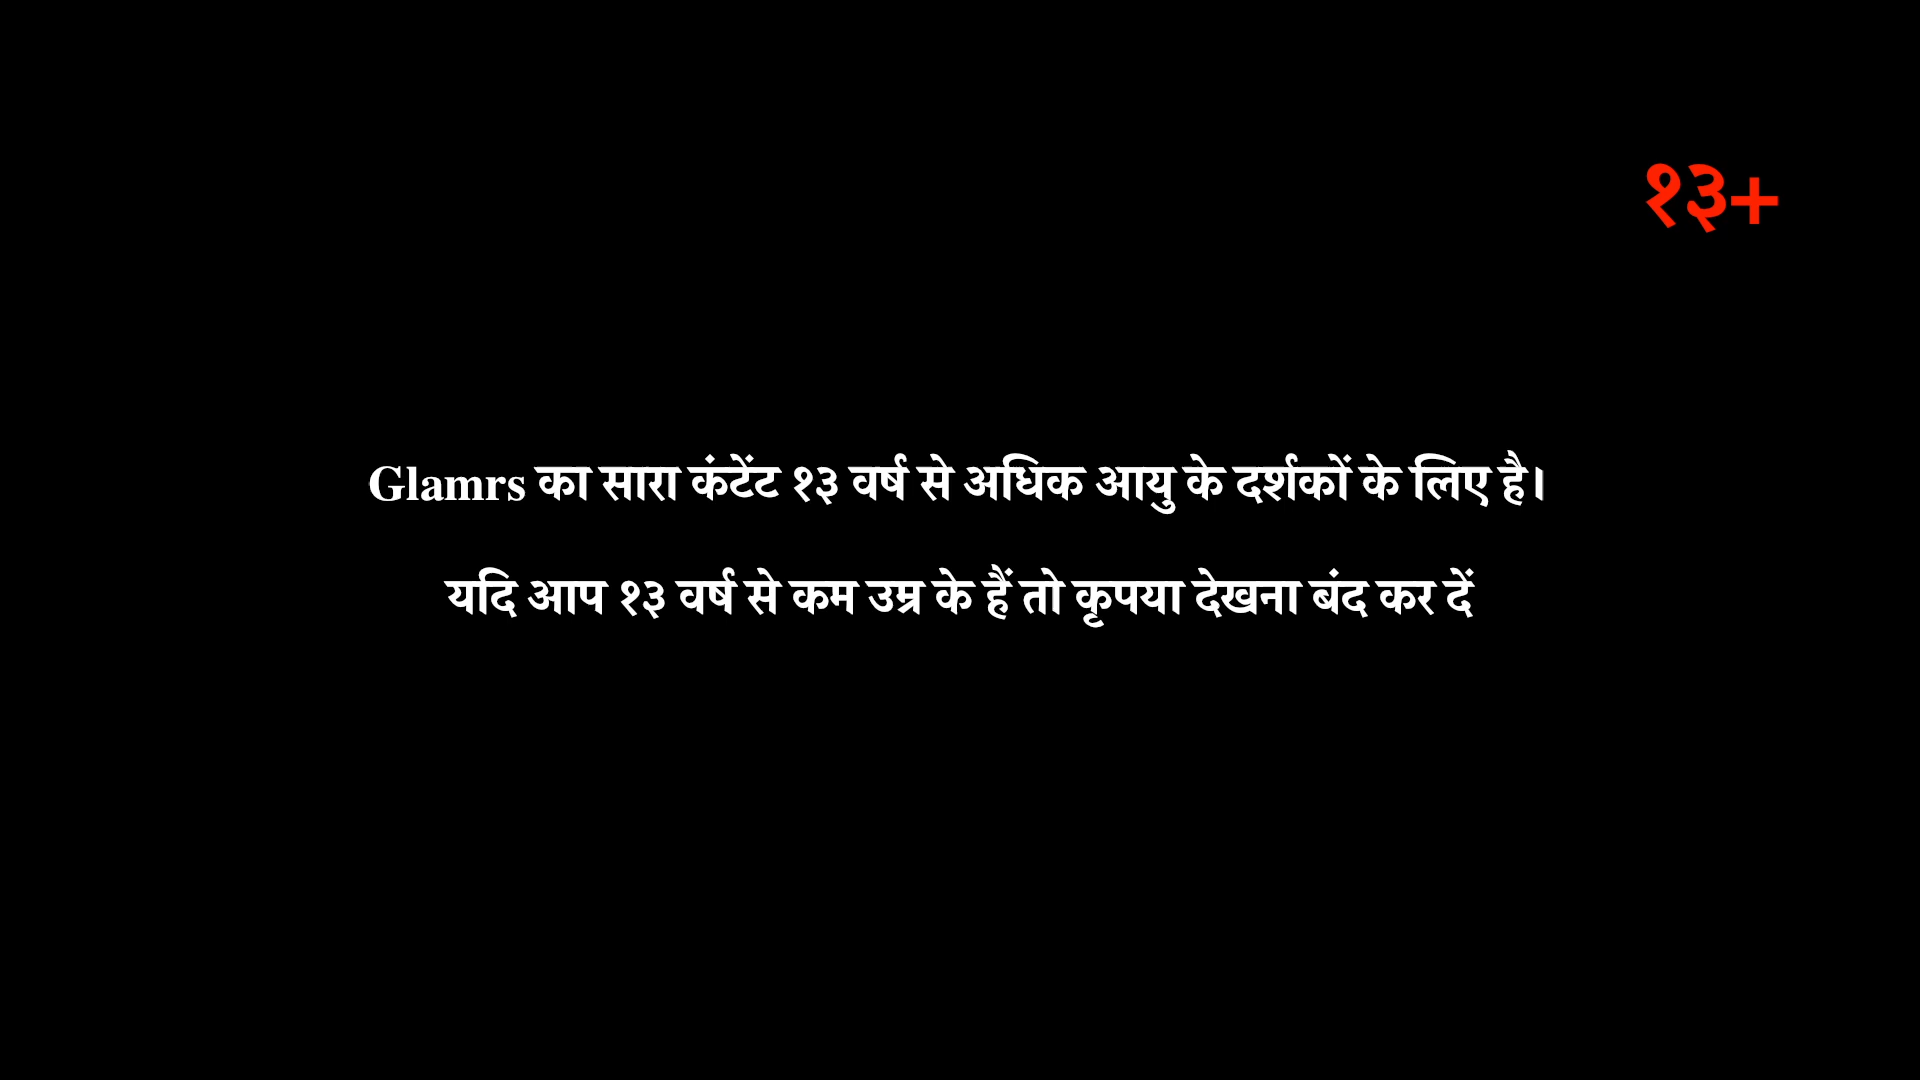 १३+
Glamrs का सारा कंटेंट १३ वर्ष से अधिक आयु के दर्शकों के लिए है।
यदि आप १३ वर्ष से कम उम्र के हैं तो कृपया देखना बंद कर दें